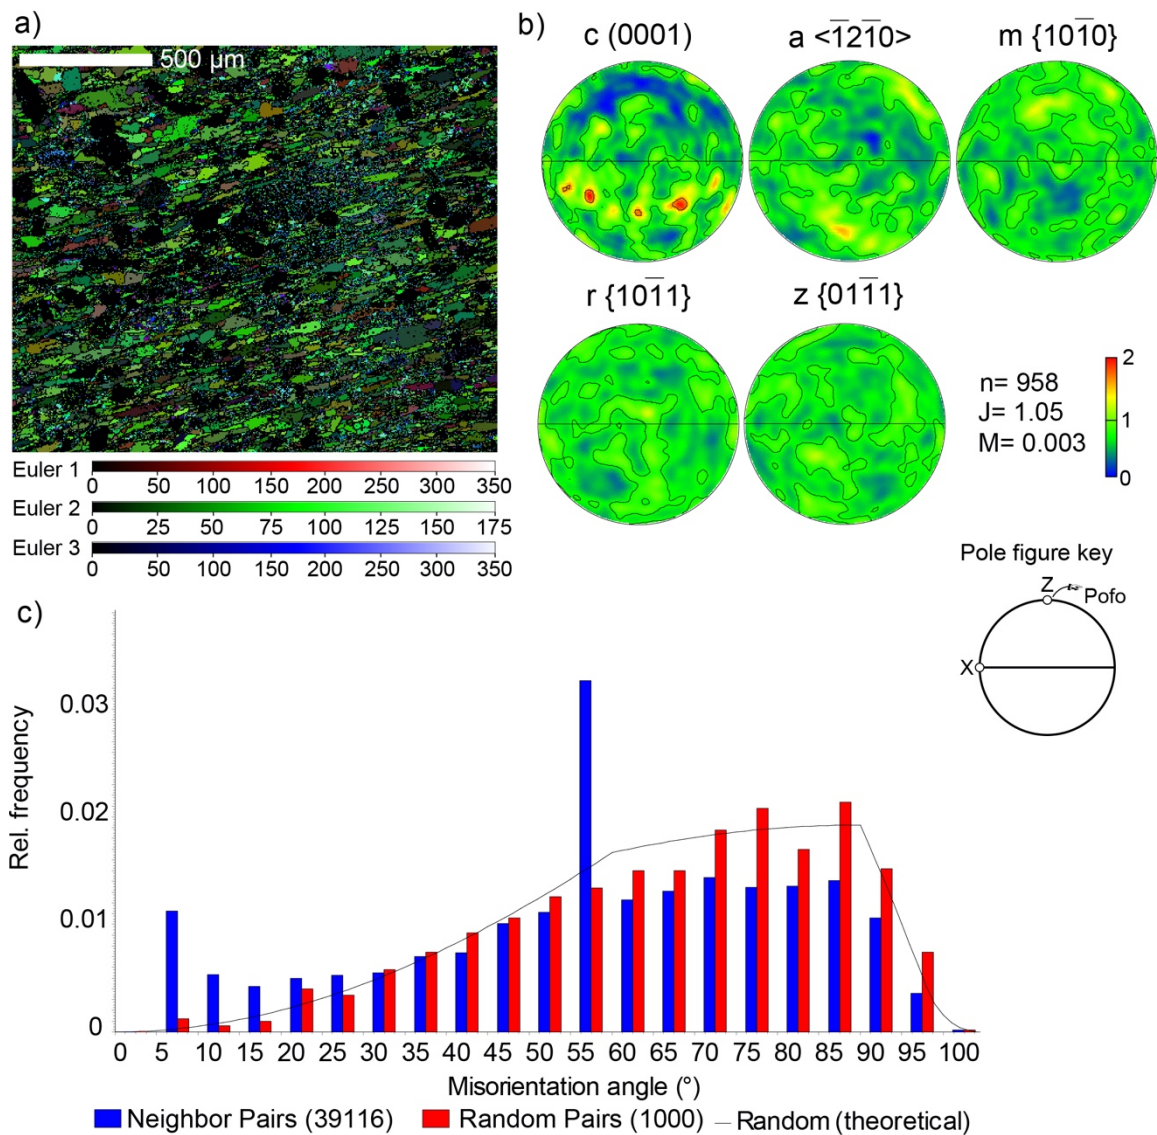 a)
500 µm
Euler 1
0 50 100 150 200 250 300 350
Euler 2
0 25 50 75 100 125 150 175
Euler 3
0 50 100 150 200 250 300 350
b)
c (0001)
a <1̅21̅0>
m {101̅0}
r {101̅1}
z {011̅1}
n= 958
J= 1.05
M= 0.003
2
1
0
Pole figure key
Z
Pofo
X
c)
Rel. frequency
0.03
0.02
0.01
0
0 5 10 15 20 25 30 35 40 45 50 55 60 65 70 75 80 85 90 95 100
Misorientation angle (°)
Neighbor Pairs (39116) Random Pairs (1000) Random (theoretical)